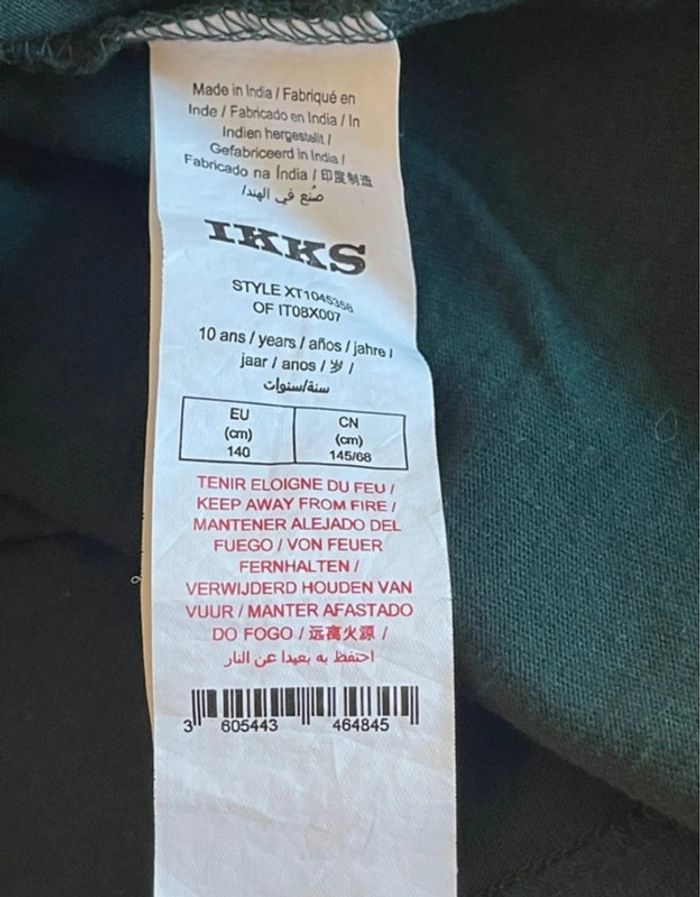 Made in India / Fabriqué en
Inde / Fabricado en India / In
Indien hergestellt /
Gefabriceerd in India /
Fabricado na Índia / 印度制造
صُنع في الهند/
IKKS
STYLE XT1045358
OF IT08X007
10 ans / years / años / jahre /
jaar / anos / 岁 /
سنة/سنوات
EU
(cm)
140
CN
(cm)
145/68
TENIR ELOIGNE DU FEU /
KEEP AWAY FROM FIRE /
MANTENER ALEJADO DEL
FUEGO / VON FEUER
FERNHALTEN /
VERWIJDERD HOUDEN VAN
VUUR / MANTER AFASTADO
DO FOGO / 远离火源 /
احتفظ به بعيدا عن النار
3 605443 464845